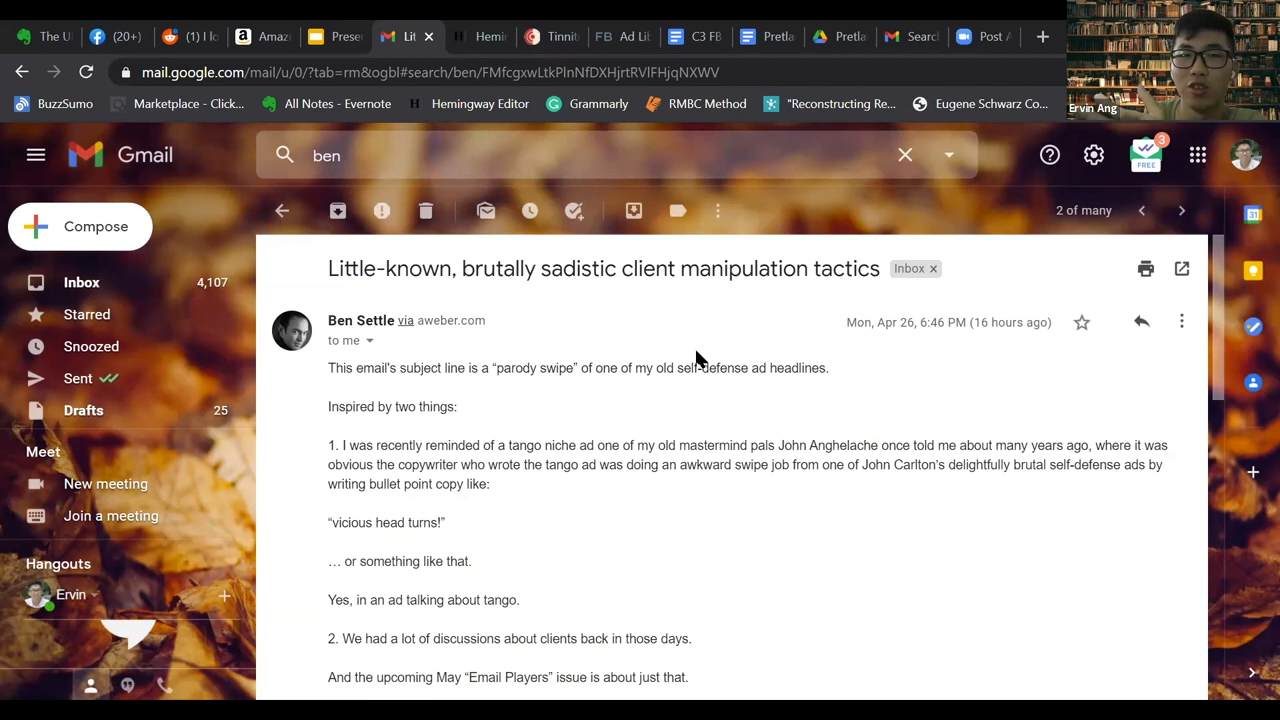 The U
(20+)
(1) I lo
Amaz
Prese
Lit
Hemin
Tinnit
FB Ad Lib
C3 FB
Pretla
Pretla
Searc
Post A
mail.google.com/mail/u/0/?tab=rm&ogbl#search/ben/FMfcgxwLtkPlnNfDXHjrtRVlFHjqNXWV
BuzzSumo
Marketplace - Click...
All Notes - Evernote
Hemingway Editor
Grammarly
RMBC Method
"Reconstructing Re...
Eugene Schwarz Co...
Ervin Ang
Gmail
ben
3
FREE
Compose
2 of many
Inbox 4,107
Starred
Snoozed
Sent
Drafts 25
Meet
New meeting
Join a meeting
Hangouts
Ervin
Little-known, brutally sadistic client manipulation tactics Inbox x
Ben Settle via aweber.com
Mon, Apr 26, 6:46 PM (16 hours ago)
to me
This email's subject line is a “parody swipe” of one of my old self-defense ad headlines.
Inspired by two things:
1. I was recently reminded of a tango niche ad one of my old mastermind pals John Anghelache once told me about many years ago, where it was
obvious the copywriter who wrote the tango ad was doing an awkward swipe job from one of John Carlton’s delightfully brutal self-defense ads by
writing bullet point copy like:
“vicious head turns!”
… or something like that.
Yes, in an ad talking about tango.
2. We had a lot of discussions about clients back in those days.
And the upcoming May “Email Players” issue is about just that.
31